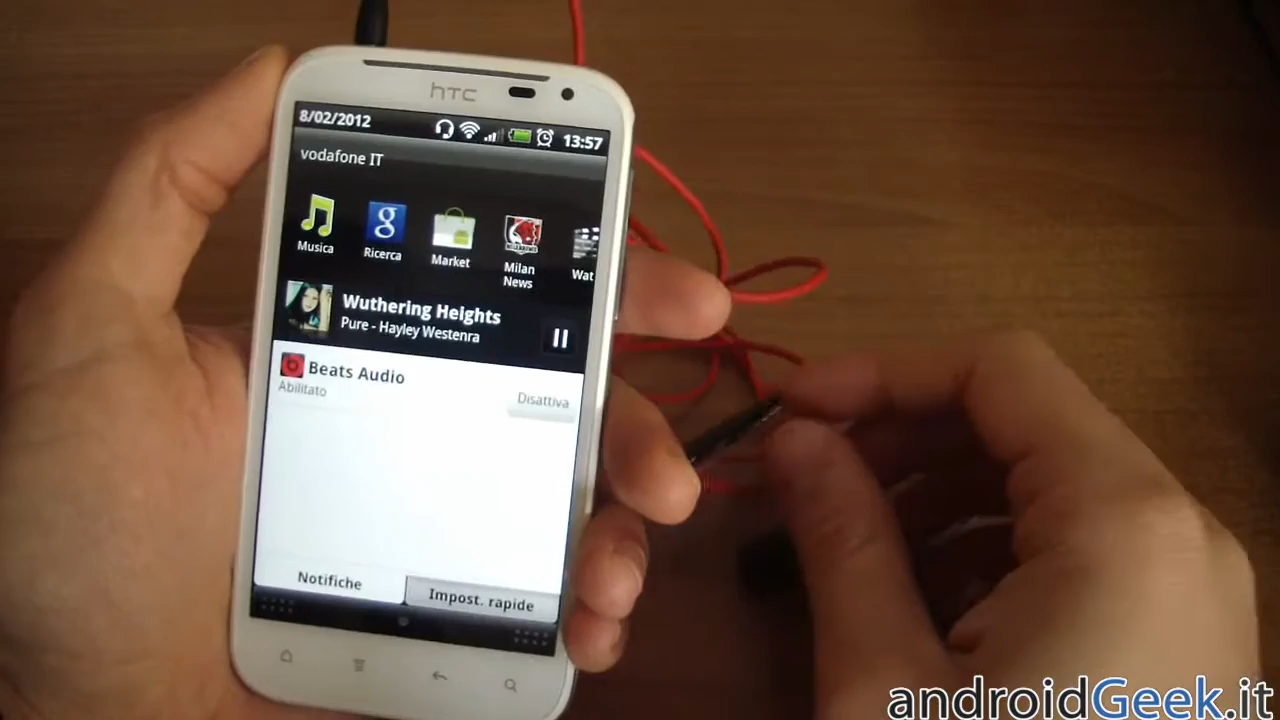 hTC
8/02/2012
13:57
vodafone IT
Musica
Ricerca
Market
Milan
News
Wat
Wuthering Heights
Pure - Hayley Westenra
Beats Audio
Abilitato
Disattiva
Notifiche
Impost. rapide
androidGeek.it